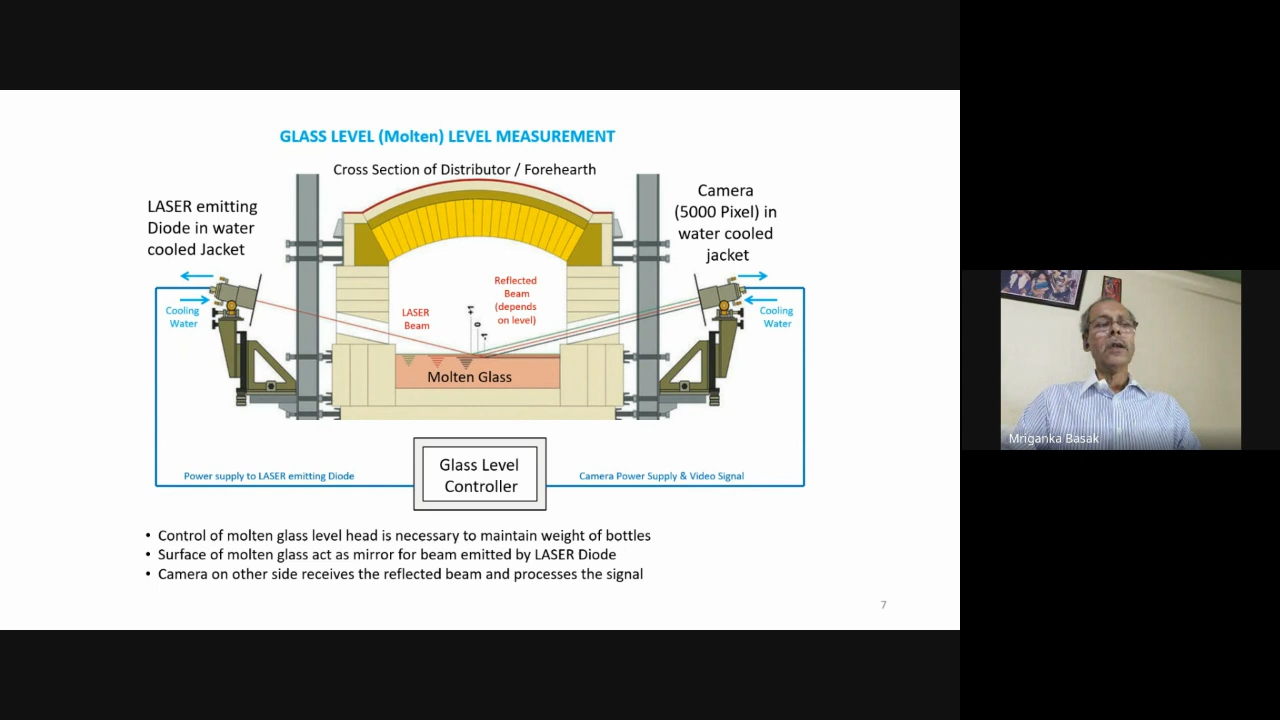 GLASS LEVEL (Molten) LEVEL MEASUREMENT
Cross Section of Distributor / Forehearth
LASER emitting
Diode in water
cooled Jacket
Camera
(5000 Pixel) in
water cooled
jacket
Cooling
Water
LASER
Beam
Reflected
Beam
(depends
on level)
Cooling
Water
Molten Glass
Glass Level
Controller
Power supply to LASER emitting Diode
Camera Power Supply & Video Signal
• Control of molten glass level head is necessary to maintain weight of bottles
• Surface of molten glass act as mirror for beam emitted by LASER Diode
• Camera on other side receives the reflected beam and processes the signal
7
Mriganka Basak